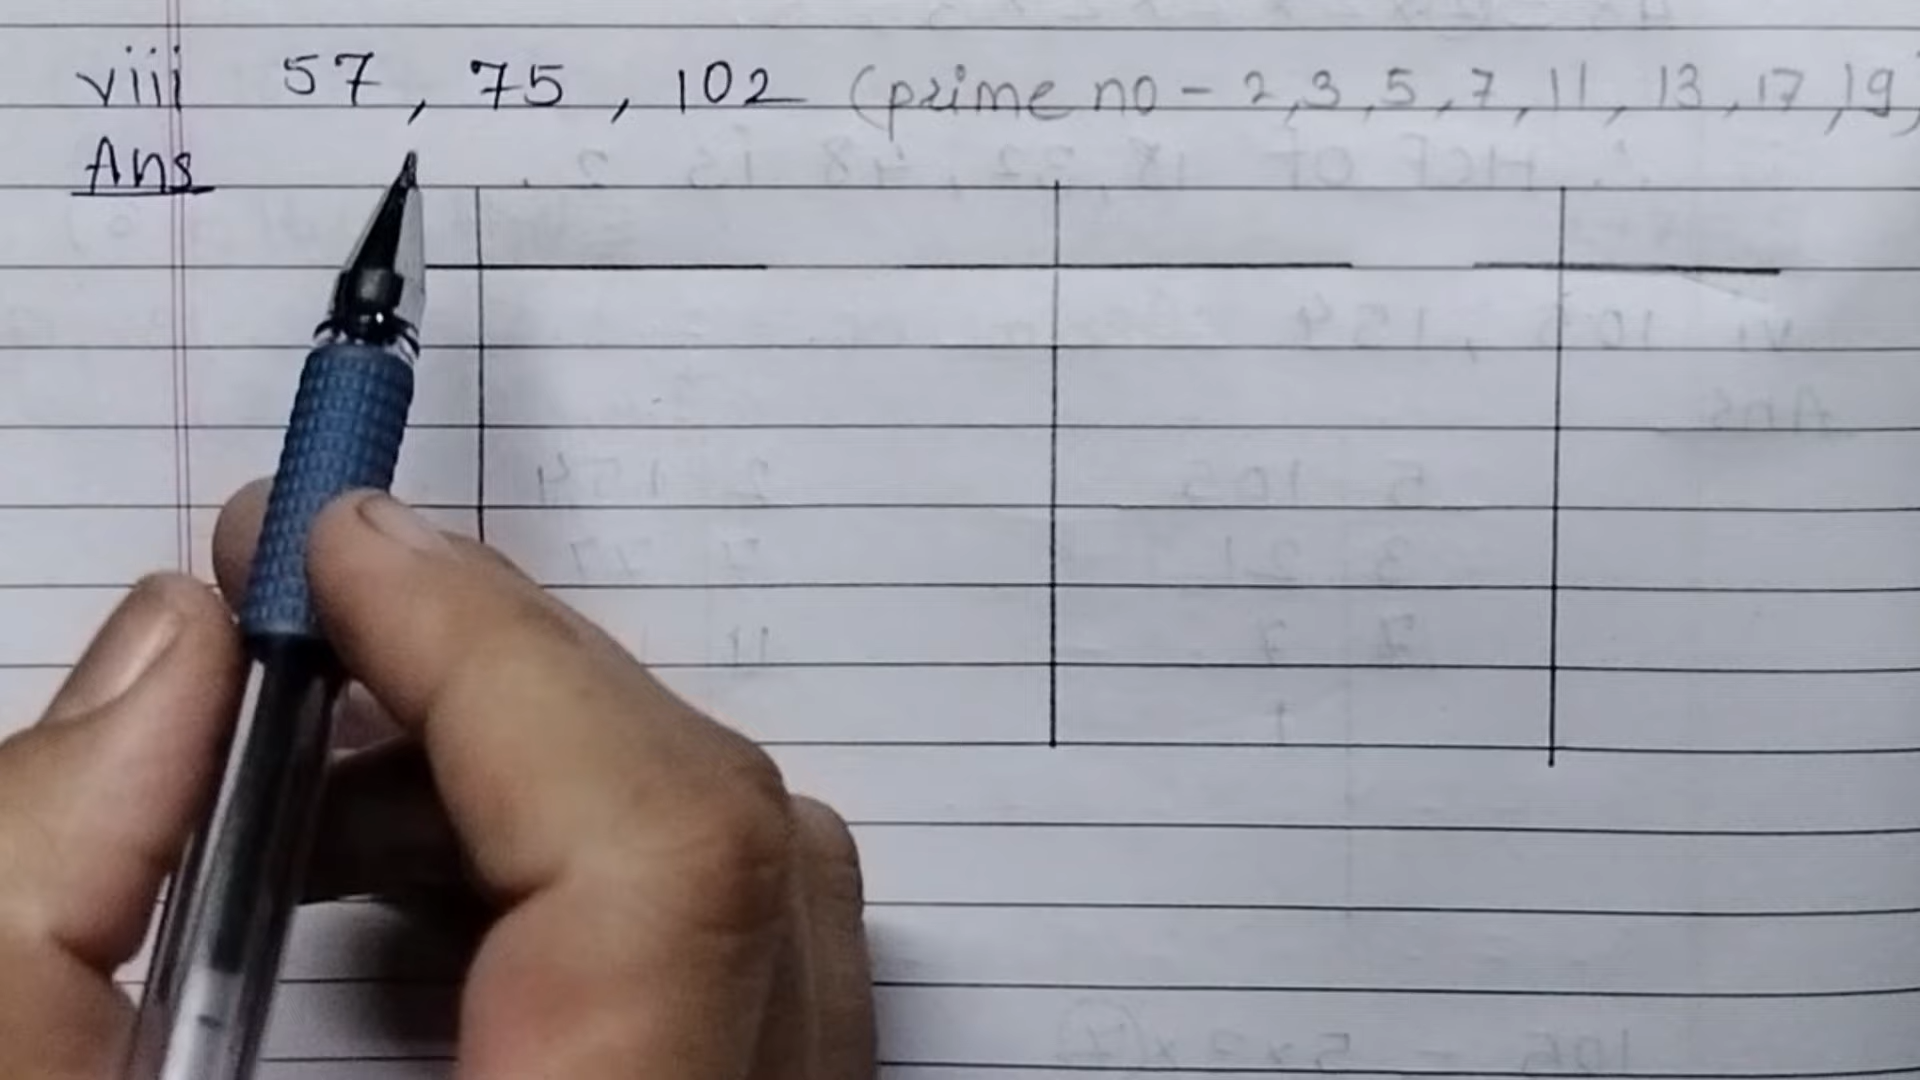 viii 57, 75, 102 (prime no - 2,3,5,7,11,13,17,19)
Ans